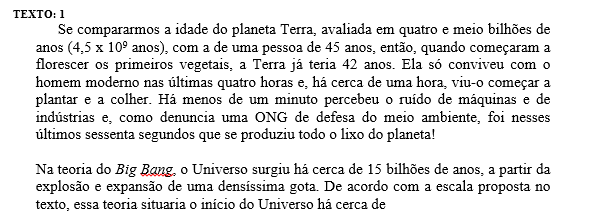 TEXTO: 1
Se compararmos a idade do planeta Terra, avaliada em quatro e meio bilhões de
anos (4,5 x 10⁹ anos), com a de uma pessoa de 45 anos, então, quando começaram a
florescer os primeiros vegetais, a Terra já teria 42 anos. Ela só conviveu com o
homem moderno nas últimas quatro horas e, há cerca de uma hora, viu-o começar a
plantar e a colher. Há menos de um minuto percebeu o ruído de máquinas e de
indústrias e, como denuncia uma ONG de defesa do meio ambiente, foi nesses
últimos sessenta segundos que se produziu todo o lixo do planeta!
Na teoria do Big Bang, o Universo surgiu há cerca de 15 bilhões de anos, a partir da
explosão e expansão de uma densíssima gota. De acordo com a escala proposta no
texto, essa teoria situaria o início do Universo há cerca de